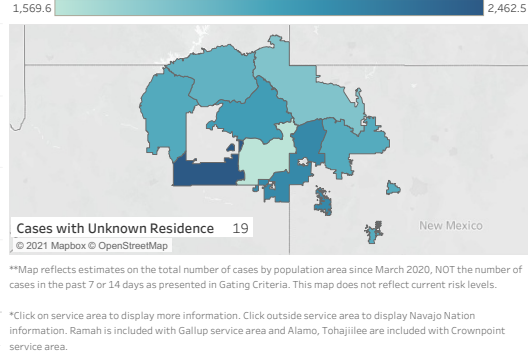 1,569.6 2,462.5
New Mexico
Cases with Unknown Residence 19
© 2021 Mapbox © OpenStreetMap
**Map reflects estimates on the total number of cases by population area since March 2020, NOT the number of
cases in the past 7 or 14 days as presented in Gating Criteria. This map does not reflect current risk levels.
*Click on service area to display more information. Click outside service area to display Navajo Nation
information. Ramah is included with Gallup service area and Alamo, Tohajiilee are included with Crownpoint
service area.